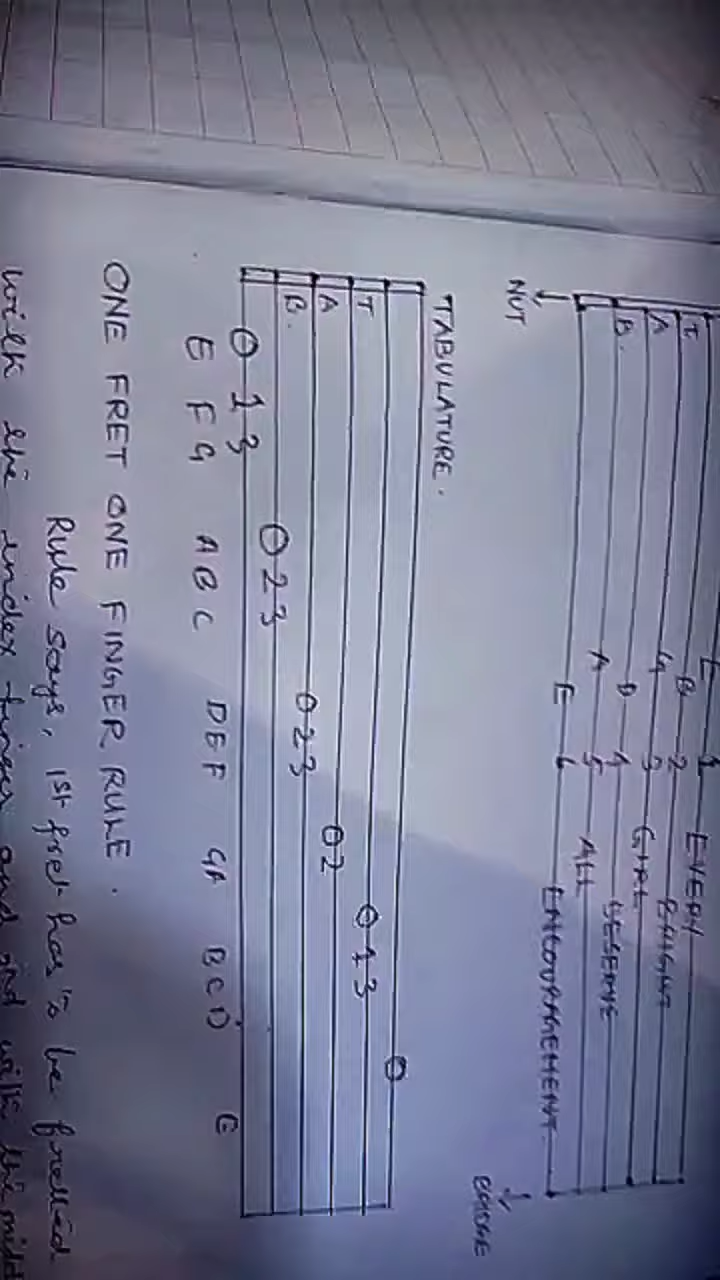 T E 1 EVERY
A B 2 BRIGHT
B. G 3 GIRL
D 4 DESERVE
A 5 ALL
E 6 ENCOURAGEMENT
NUT BRIDGE
TABULATURE.
0
T 0 1 3
A 0 2
B. 0 2 3
0 2 3
0 1 3
E F G A B C D E F G A B C D E
ONE FRET ONE FINGER RULE.
Rule says, 1st fret has to be fretted
with the index finger and 2nd with the midd